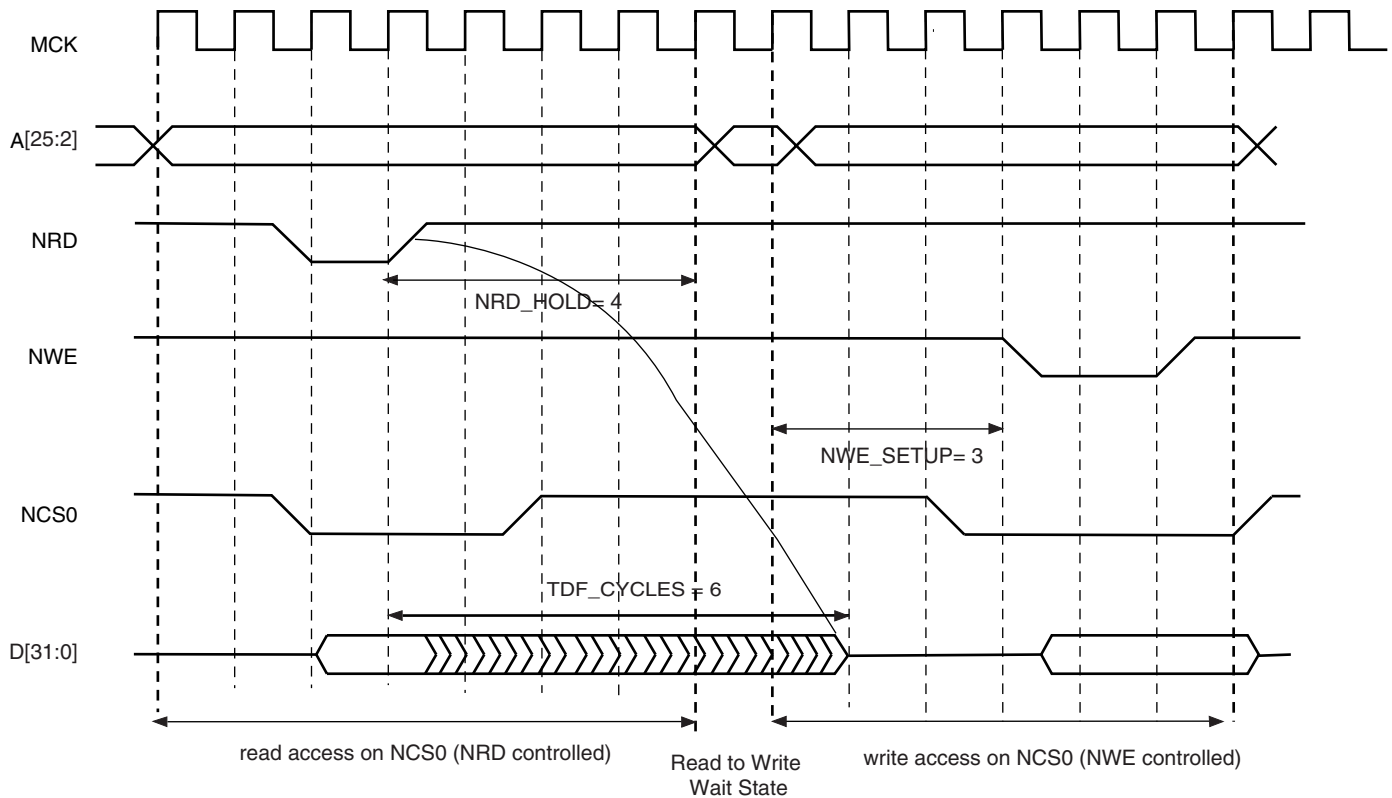 MCK
A[25:2]
NRD
NRD_HOLD= 4
NWE
NWE_SETUP= 3
NCS0
TDF_CYCLES = 6
D[31:0]
read access on NCS0 (NRD controlled)
Read to Write
Wait State
write access on NCS0 (NWE controlled)